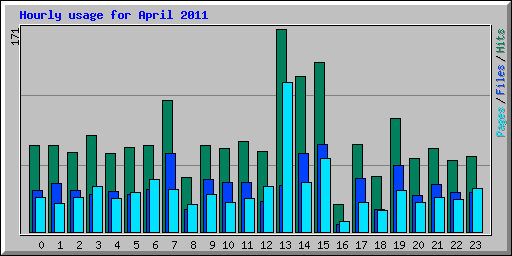 Hourly usage for April 2011
171
Pages / Files / Hits
0 1 2 3 4 5 6 7 8 9 10 11 12 13 14 15 16 17 18 19 20 21 22 23